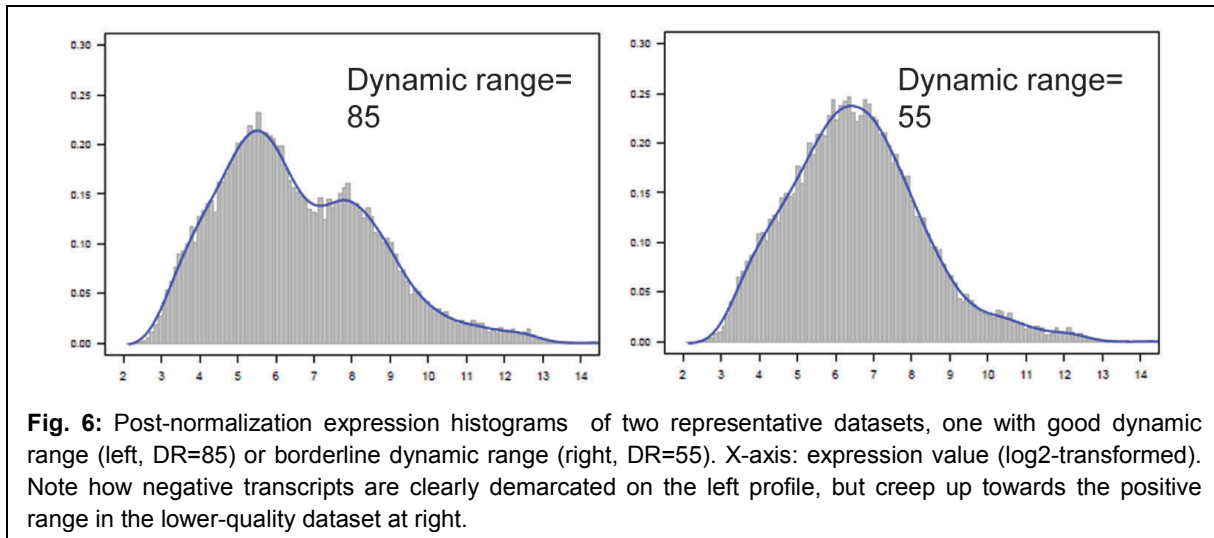 0.30
0.25
0.20
0.15
0.10
0.05
0.00
Dynamic range=
85
2 3 4 5 6 7 8 9 10 11 12 13 14
0.30
0.25
0.20
0.15
0.10
0.05
0.00
Dynamic range=
55
2 3 4 5 6 7 8 9 10 11 12 13 14
Fig. 6: Post-normalization expression histograms of two representative datasets, one with good dynamic
range (left, DR=85) or borderline dynamic range (right, DR=55). X-axis: expression value (log2-transformed).
Note how negative transcripts are clearly demarcated on the left profile, but creep up towards the positive
range in the lower-quality dataset at right.